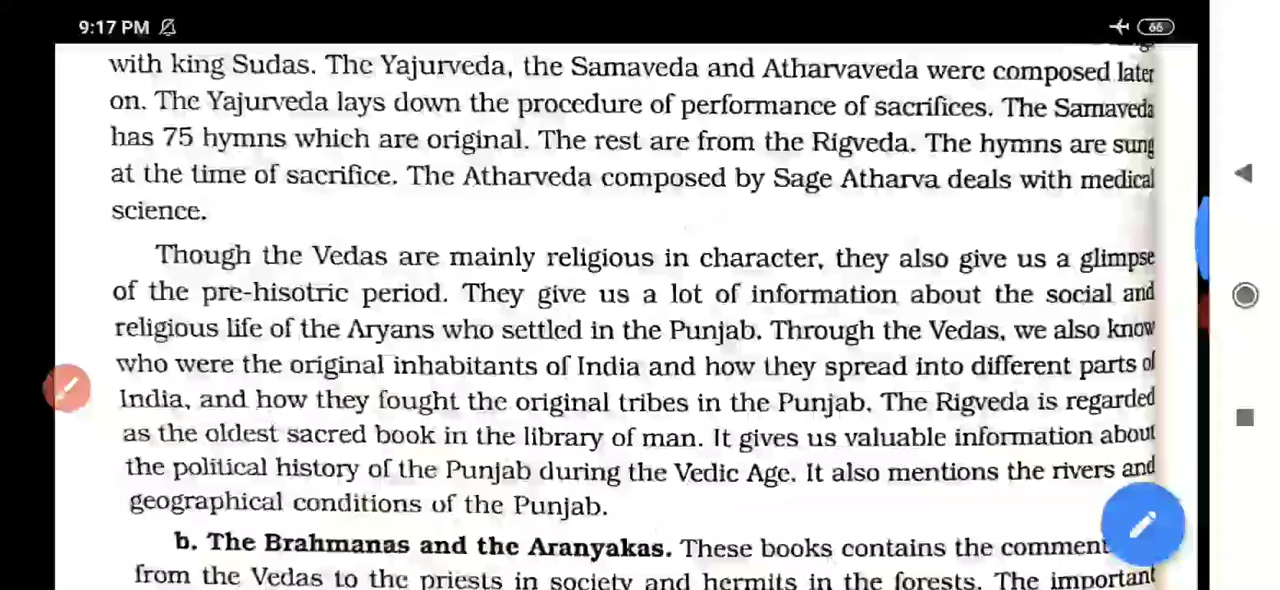 9:17 PM
66
with king Sudas. The Yajurveda, the Samaveda and Atharvaveda were composed later
on. The Yajurveda lays down the procedure of performance of sacrifices. The Samaveda
has 75 hymns which are original. The rest are from the Rigveda. The hymns are sung
at the time of sacrifice. The Atharveda composed by Sage Atharva deals with medical
science.
Though the Vedas are mainly religious in character, they also give us a glimpse
of the pre-hisotric period. They give us a lot of information about the social and
religious life of the Aryans who settled in the Punjab. Through the Vedas, we also know
who were the original inhabitants of India and how they spread into different parts of
India, and how they fought the original tribes in the Punjab. The Rigveda is regarded
as the oldest sacred book in the library of man. It gives us valuable information about
the political history of the Punjab during the Vedic Age. It also mentions the rivers and
geographical conditions of the Punjab.
b. The Brahmanas and the Aranyakas. These books contains the comment
from the Vedas to the priests in society and hermits in the forests. The important